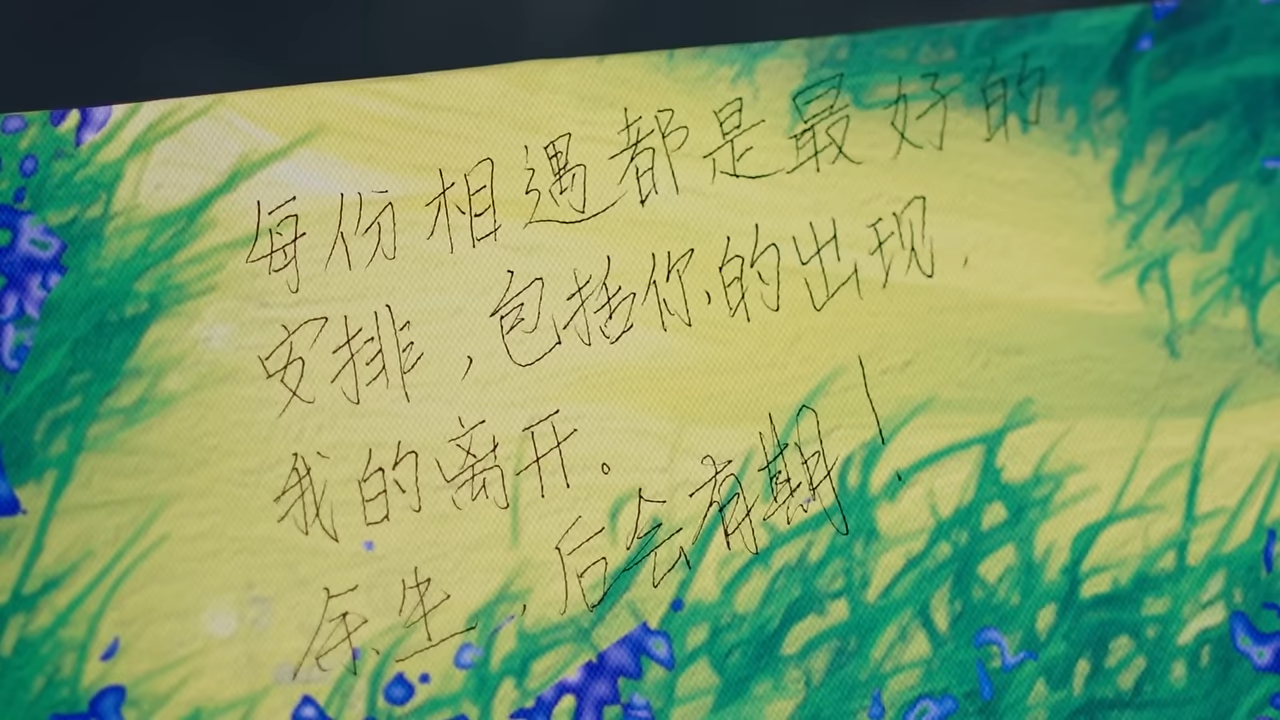 每份相遇都是最好的
安排，包括你的出现，
我的离开。
余生，后会有期！